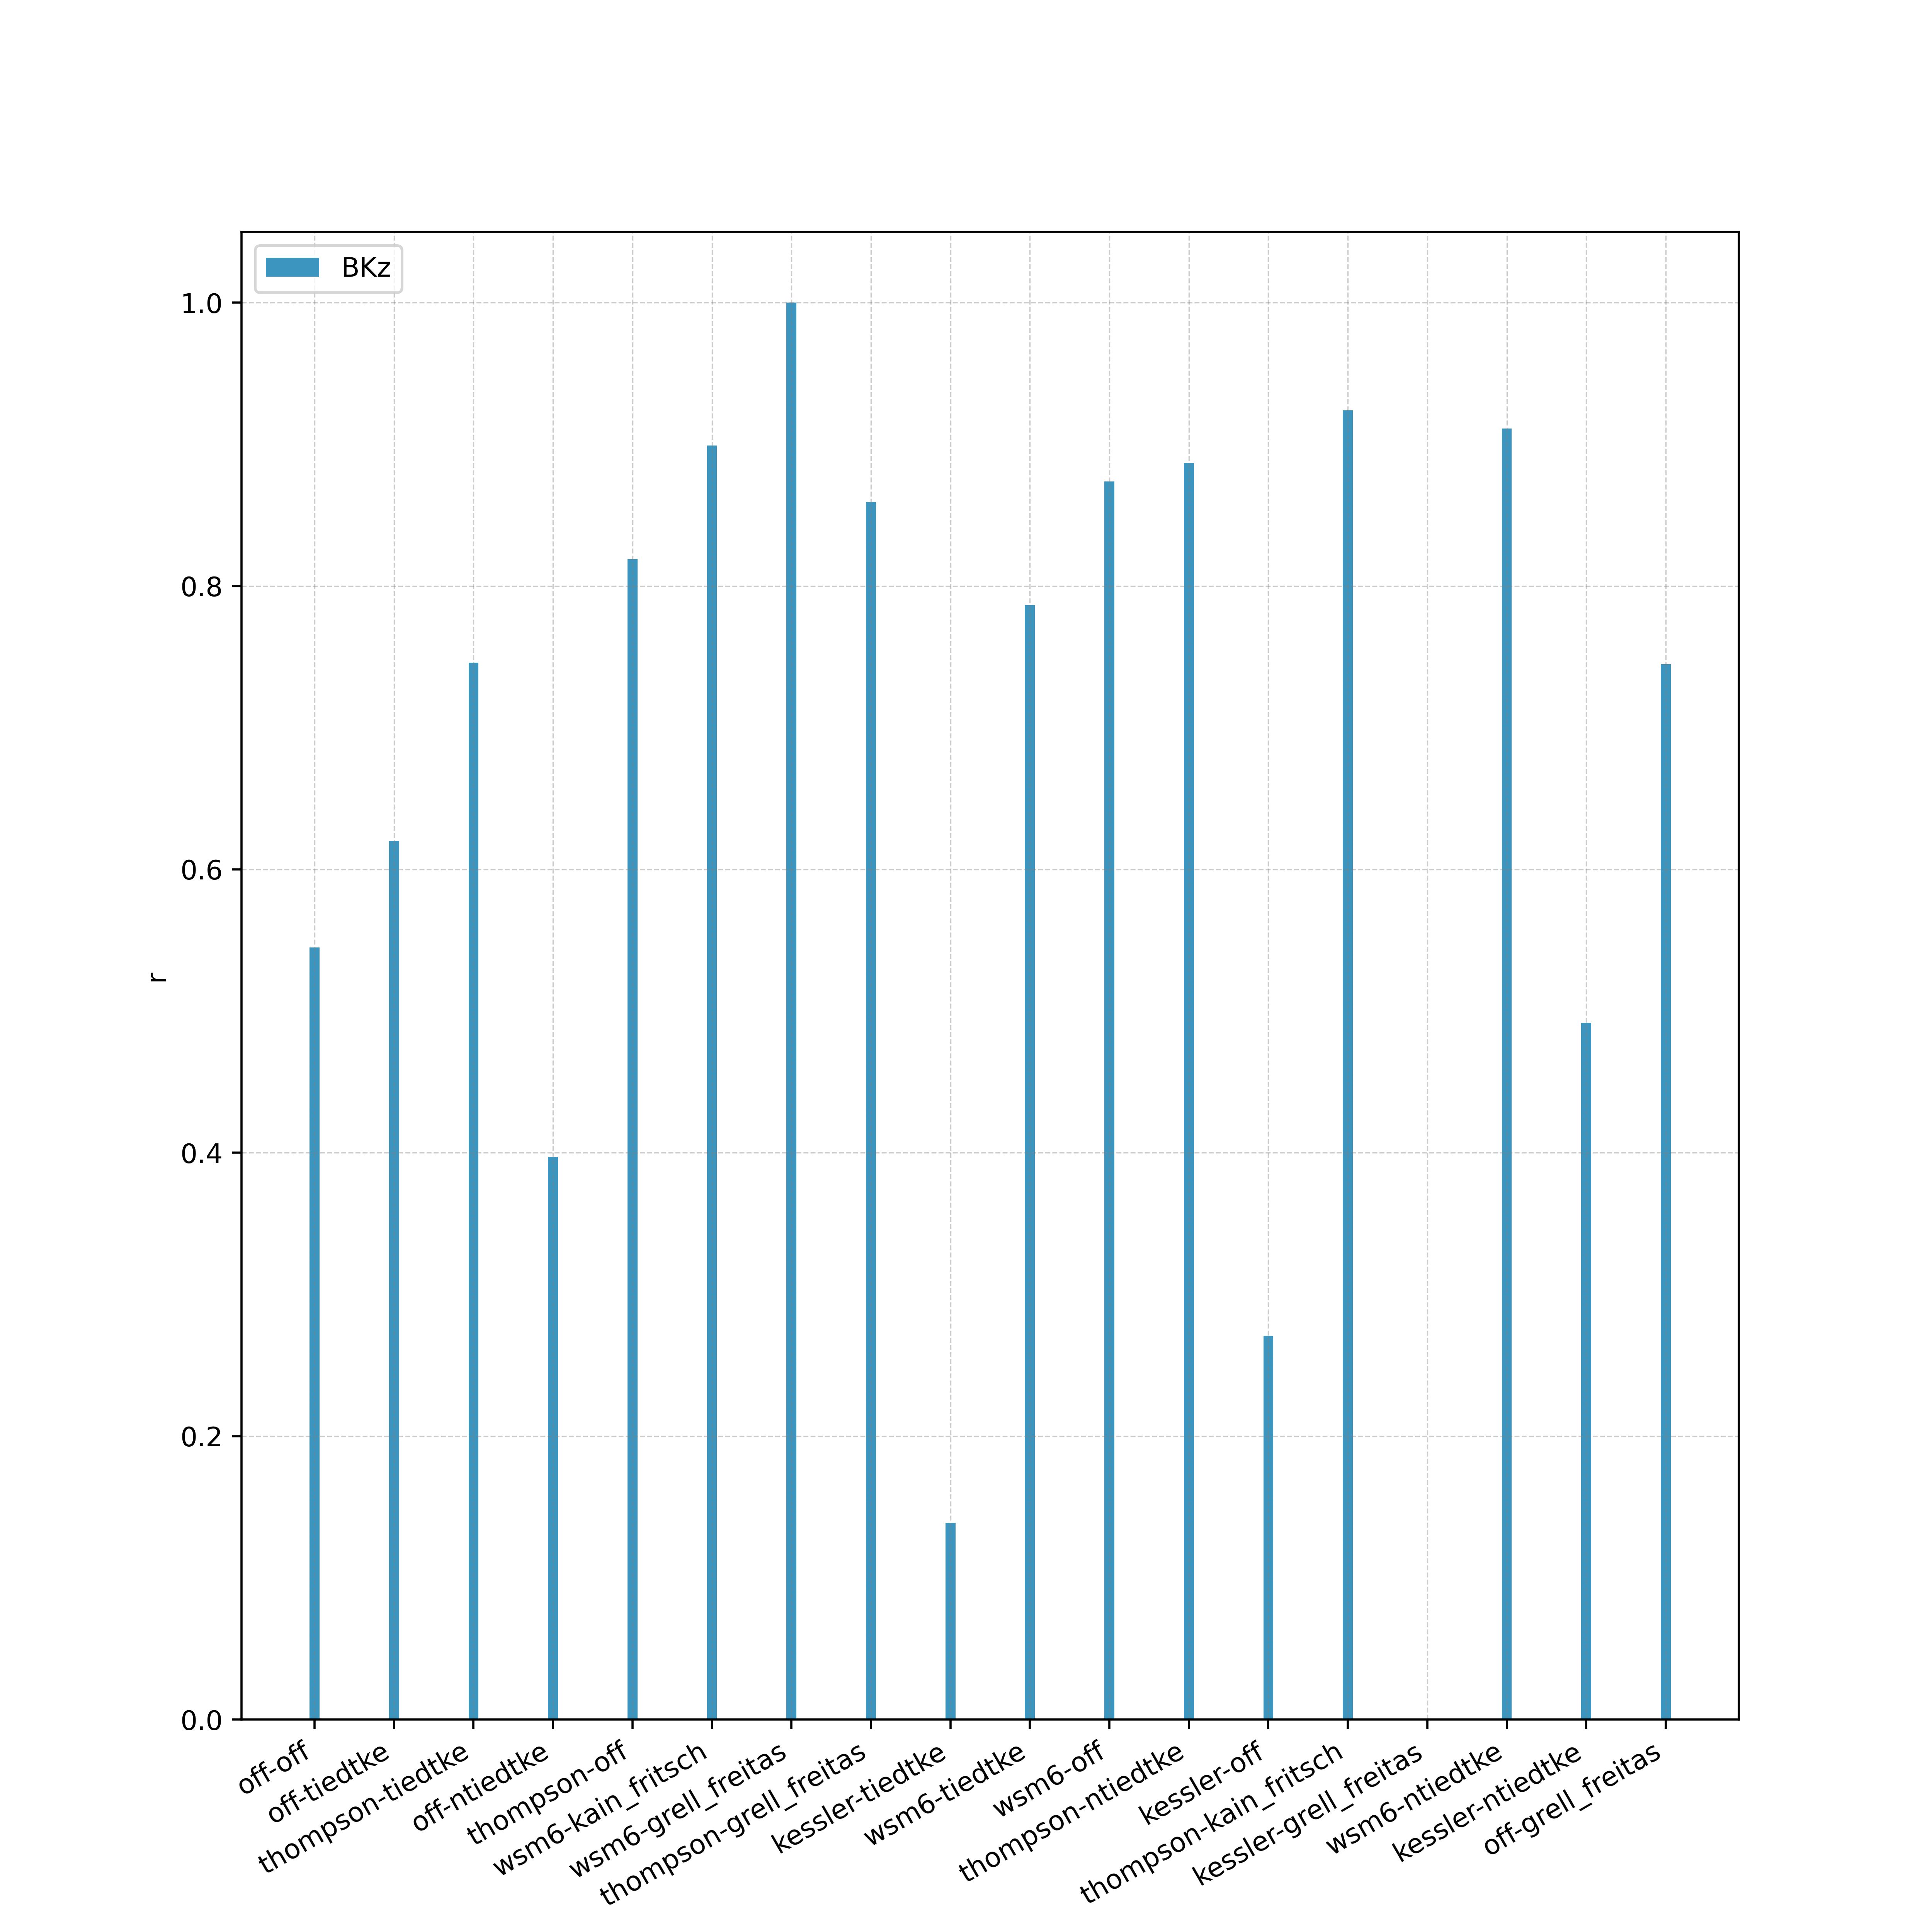 BKz
1.0
0.8
0.6
0.4
0.2
0.0
r
off-off
off-tiedtke
thompson-tiedtke
off-ntiedtke
thompson-off
wsm6-kain_fritsch
wsm6-grell_freitas
thompson-grell_freitas
kessler-tiedtke
wsm6-tiedtke
wsm6-off
thompson-ntiedtke
kessler-off
thompson-kain_fritsch
kessler-grell_freitas
wsm6-ntiedtke
kessler-ntiedtke
off-grell_freitas